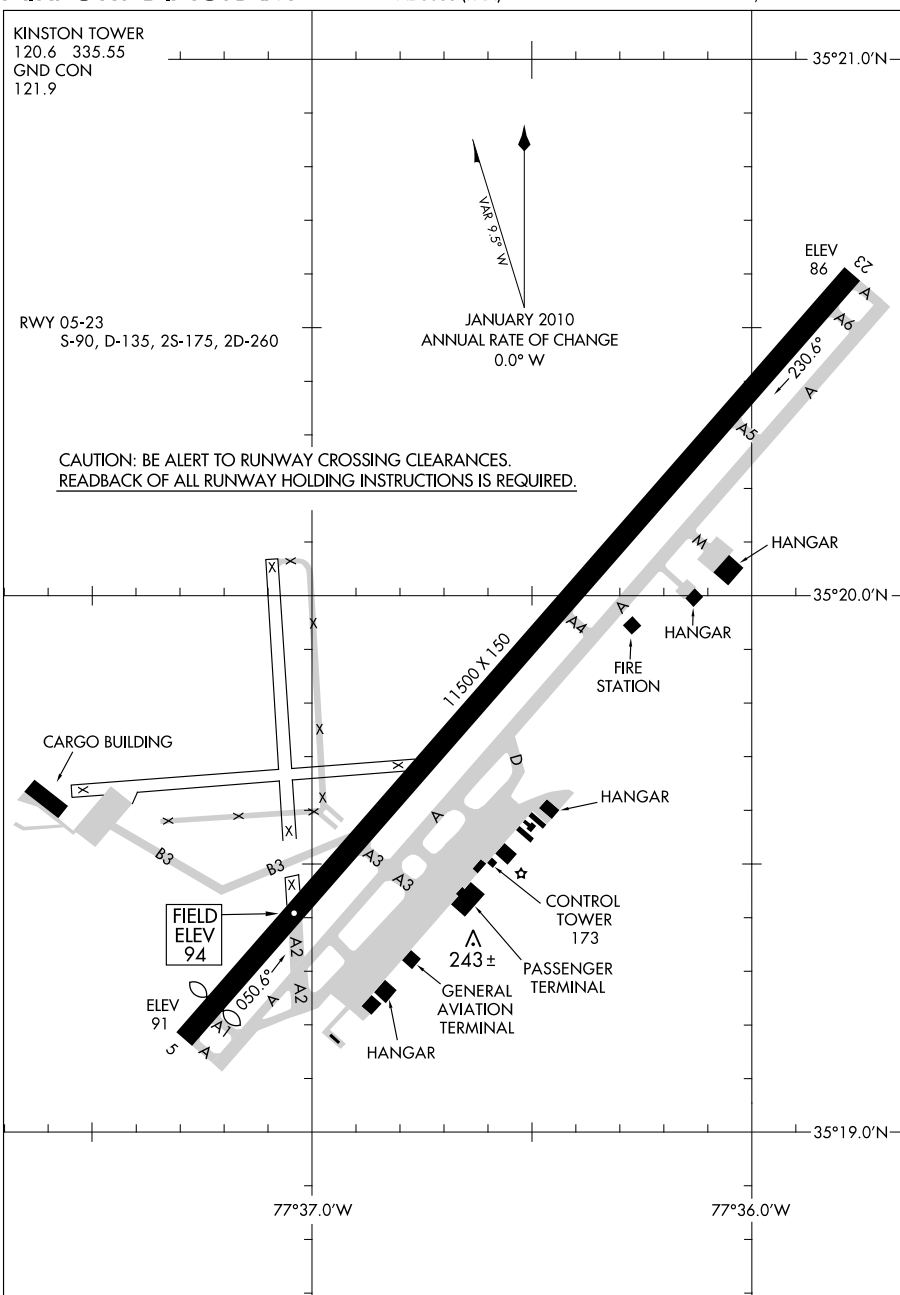 KINSTON TOWER
120.6 335.55
GND CON
121.9
35°21.0'N
VAR 9.5° W
JANUARY 2010
ANNUAL RATE OF CHANGE
0.0° W
ELEV
86
23
A
A6
RWY 05-23
S-90, D-135, 2S-175, 2D-260
230.6°
A
A5
CAUTION: BE ALERT TO RUNWAY CROSSING CLEARANCES.
READBACK OF ALL RUNWAY HOLDING INSTRUCTIONS IS REQUIRED.
M
HANGAR
X
X
35°20.0'N
A
HANGAR
A4
X
FIRE
STATION
11500 X 150
X
CARGO BUILDING
X
D
X
X
HANGAR
X
X
X
A
X
B3
B3
A3
A3
X
CONTROL
TOWER
173
FIELD
ELEV
94
A2
243 ±
PASSENGER
TERMINAL
050.6°
A2
A
GENERAL
AVIATION
TERMINAL
ELEV
91
A1
5
A
HANGAR
35°19.0'N
77°37.0'W
77°36.0'W